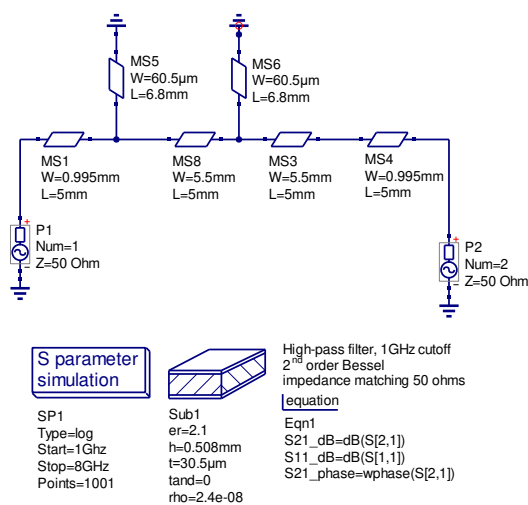 MS5
W=60.5µm
L=6.8mm
MS6
W=60.5µm
L=6.8mm
MS1
W=0.995mm
L=5mm
MS8
W=5.5mm
L=5mm
MS3
W=5.5mm
L=5mm
MS4
W=0.995mm
L=5mm
P1
Num=1
Z=50 Ohm
P2
Num=2
Z=50 Ohm
S parameter
simulation
SP1
Type=log
Start=1Ghz
Stop=8GHz
Points=1001
Sub1
er=2.1
h=0.508mm
t=30.5µm
tand=0
rho=2.4e-08
High-pass filter, 1GHz cutoff
2nd order Bessel
impedance matching 50 ohms
equation
Eqn1
S21_dB=dB(S[2,1])
S11_dB=dB(S[1,1])
S21_phase=wphase(S[2,1])